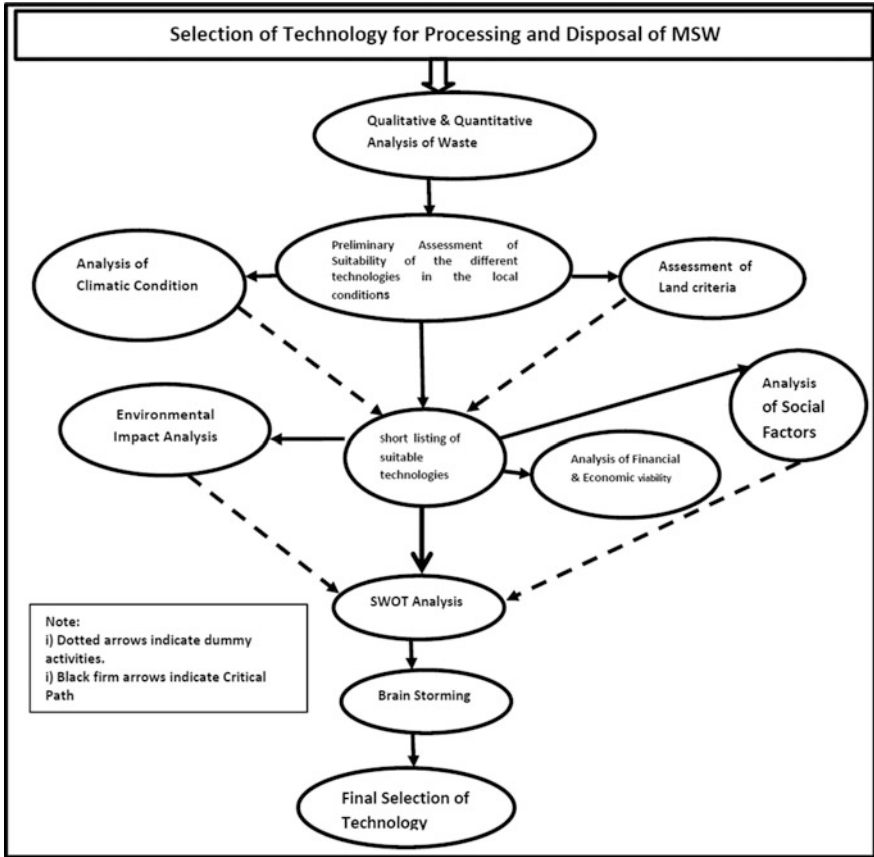 Selection of Technology for Processing and Disposal of MSW
Qualitative & Quantitative
Analysis of Waste
Preliminary Assessment of
Suitability of the different
technologies in the local
conditions
Analysis of
Climatic Condition
Assessment of
Land criteria
Environmental
Impact Analysis
Short listing of
suitable
technologies
Analysis of Financial
& Economic viability
Analysis
of Social
Factors
SWOT Analysis
Note:
i) Dotted arrows indicate dummy
activities.
i) Black firm arrows indicate Critical
Path
Brain Storming
Final Selection of
Technology